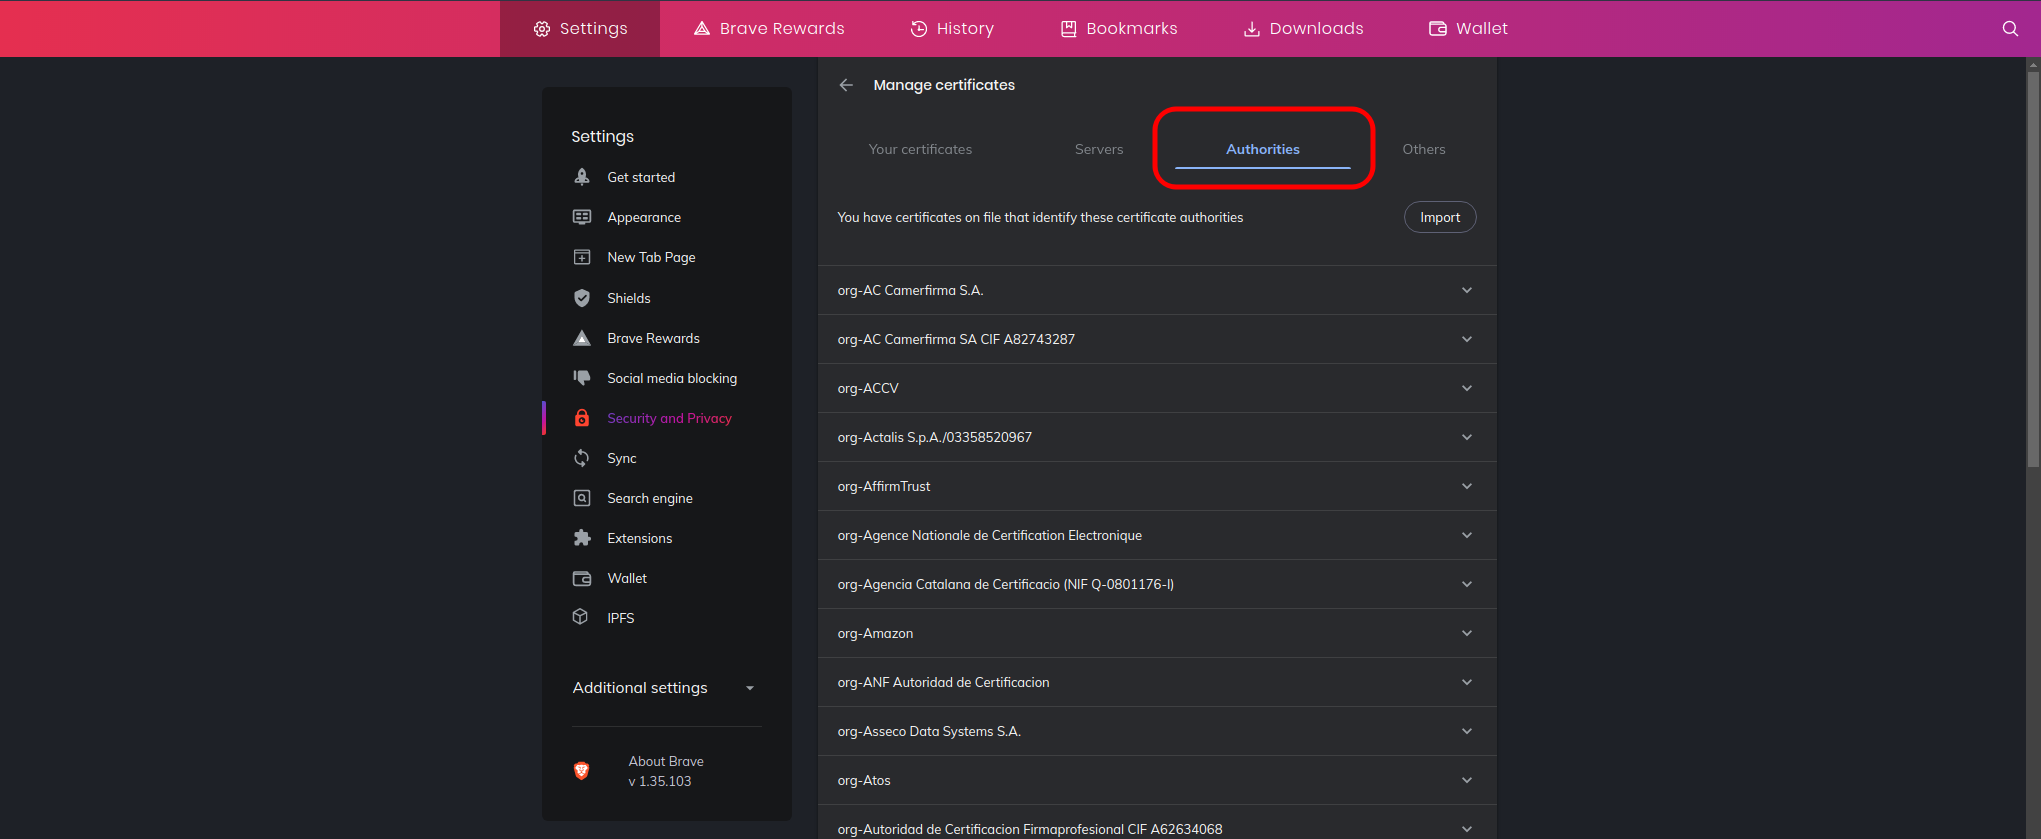 Settings
Brave Rewards
History
Bookmarks
Downloads
Wallet
Settings
Get started
Appearance
New Tab Page
Shields
Brave Rewards
Social media blocking
Security and Privacy
Sync
Search engine
Extensions
Wallet
IPFS
Additional settings
About Brave
v 1.35.103
Manage certificates
Your certificates
Servers
Authorities
Others
You have certificates on file that identify these certificate authorities
Import
org-AC Camerfirma S.A.
org-AC Camerfirma SA CIF A82743287
org-ACCV
org-Actalis S.p.A./03358520967
org-AffirmTrust
org-Agence Nationale de Certification Electronique
org-Agencia Catalana de Certificacio (NIF Q-0801176-I)
org-Amazon
org-ANF Autoridad de Certificacion
org-Asseco Data Systems S.A.
org-Atos
org-Autoridad de Certificacion Firmaprofesional CIF A62634068